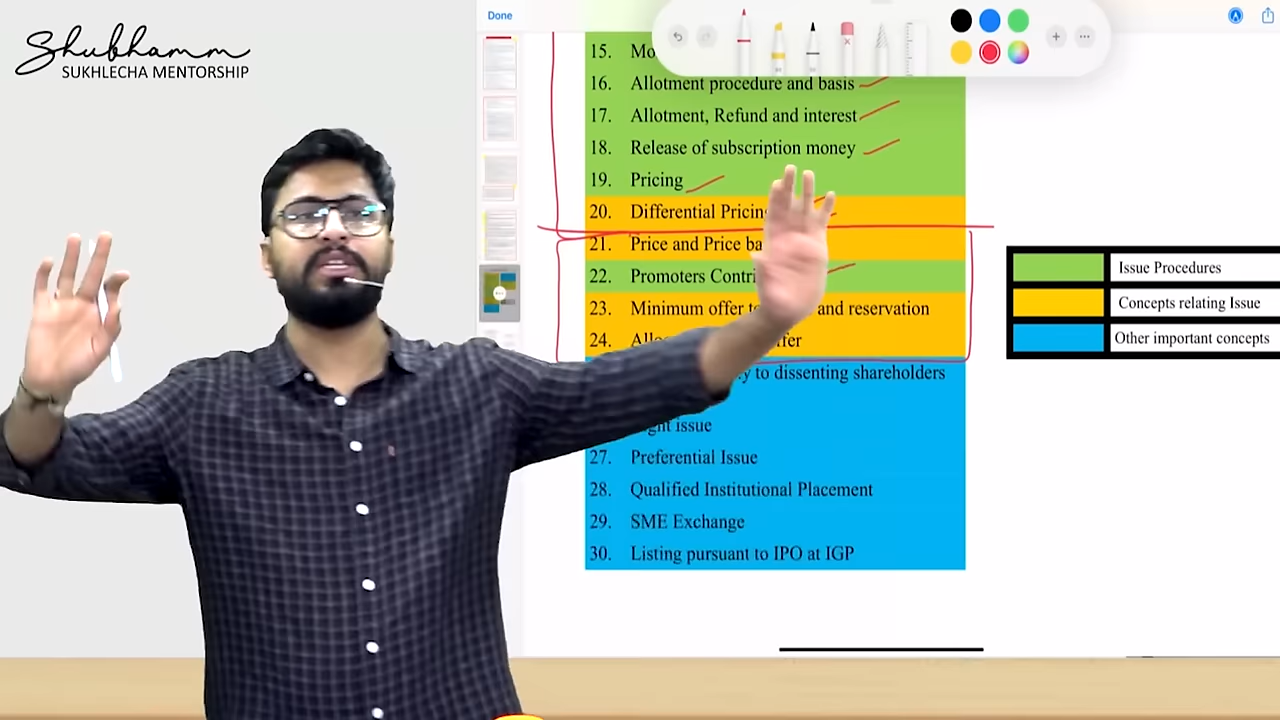 Shubhamm
SUKHLECHA MENTORSHIP
Done
15. Mo
16. Allotment procedure and basis
17. Allotment, Refund and interest
18. Release of subscription money
19. Pricing
20. Differential Pricin
21. Price and Price ba
22. Promoters Contri
23. Minimum offer t and reservation
24. Allo ffer
y to dissenting shareholders
ght issue
27. Preferential Issue
28. Qualified Institutional Placement
29. SME Exchange
30. Listing pursuant to IPO at IGP
Issue Procedures
Concepts relating Issue
Other important concepts